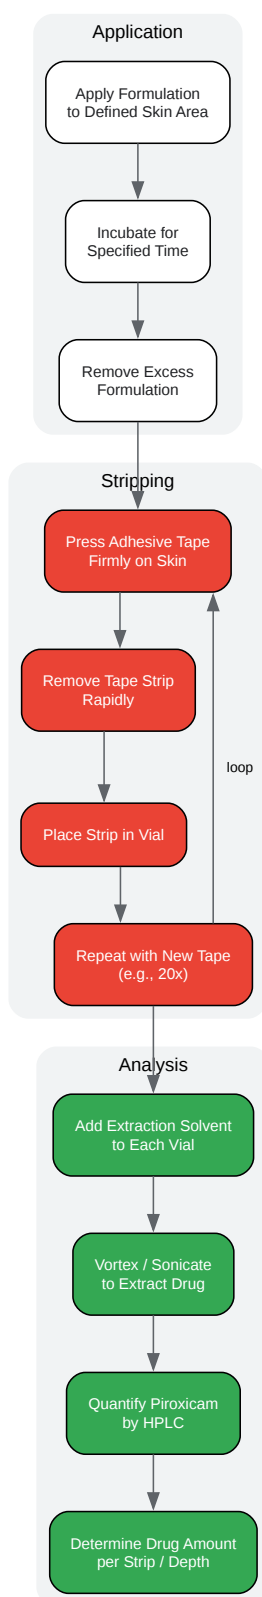 Application
Apply Formulation
to Defined Skin Area
Incubate for
Specified Time
Remove Excess
Formulation
Stripping
Press Adhesive Tape
Firmly on Skin
Remove Tape Strip
Rapidly
loop
Place Strip in Vial
Repeat with New Tape
(e.g., 20x)
Analysis
Add Extraction Solvent
to Each Vial
Vortex / Sonicate
to Extract Drug
Quantify Piroxicam
by HPLC
Determine Drug Amount
per Strip / Depth